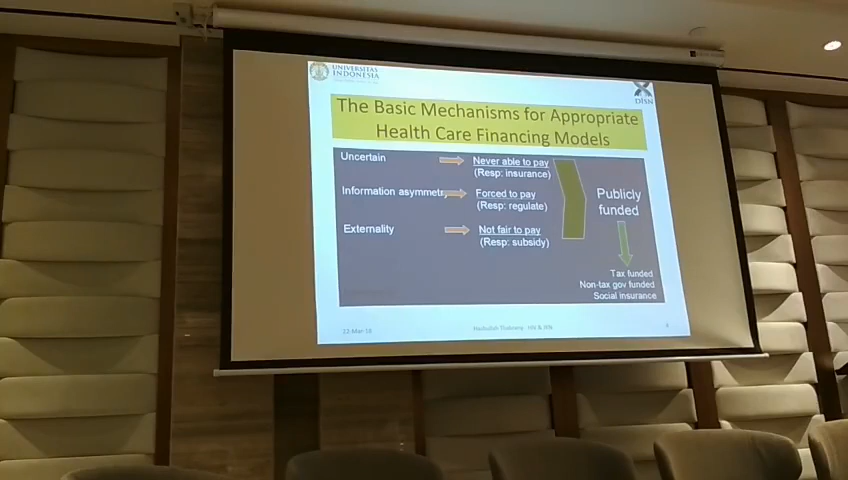 UNIVERSITAS
INDONESIA
DJSN
The Basic Mechanisms for Appropriate
Health Care Financing Models
Uncertain
Never able to pay
(Resp: insurance)
Information asymmetr
Forced to pay
(Resp: regulate)
Externality
Not fair to pay
(Resp: subsidy)
Publicly
funded
Tax funded
Non-tax gov funded
Social insurance